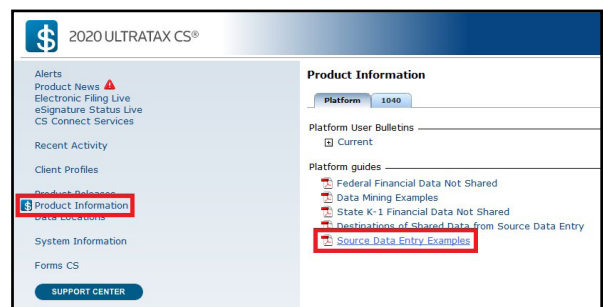 2020 ULTRATAX CS®
Alerts
Product News
Electronic Filing Live
eSignature Status Live
CS Connect Services
Recent Activity
Client Profiles
Product Releases
Product Information
Data Locations
System Information
Forms CS
SUPPORT CENTER
Product Information
Platform 1040
Platform User Bulletins
Current
Platform guides
Federal Financial Data Not Shared
Data Mining Examples
State K-1 Financial Data Not Shared
Destinations of Shared Data from Source Data Entry
Source Data Entry Examples